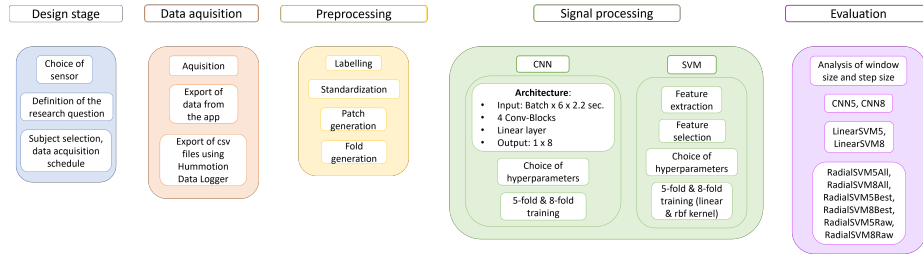 Design stage
Data aquisition
Preprocessing
Signal processing
Evaluation
Choice of
sensor
Definition of the
research question
Subject selection,
data acquisition
schedule
Aquisition
Export of
data from
the app
Export of csv
files using
Hummotion
Data Logger
Labelling
Standardization
Patch
generation
Fold
generation
CNN
Architecture:
• Input: Batch x 6 x 2.2 sec.
• 4 Conv-Blocks
• Linear layer
• Output: 1 x 8
Choice of
hyperparameters
5-fold & 8-fold
training
SVM
Feature
extraction
Feature
selection
Choice of
hyperparameters
5-fold & 8-fold
training (linear
& rbf kernel)
Analysis of window
size and step size
CNN5, CNN8
LinearSVM5,
LinearSVM8
RadialSVM5All,
RadialSVM8All,
RadialSVM5Best,
RadialSVM8Best,
RadialSVM5Raw,
RadialSVM8Raw